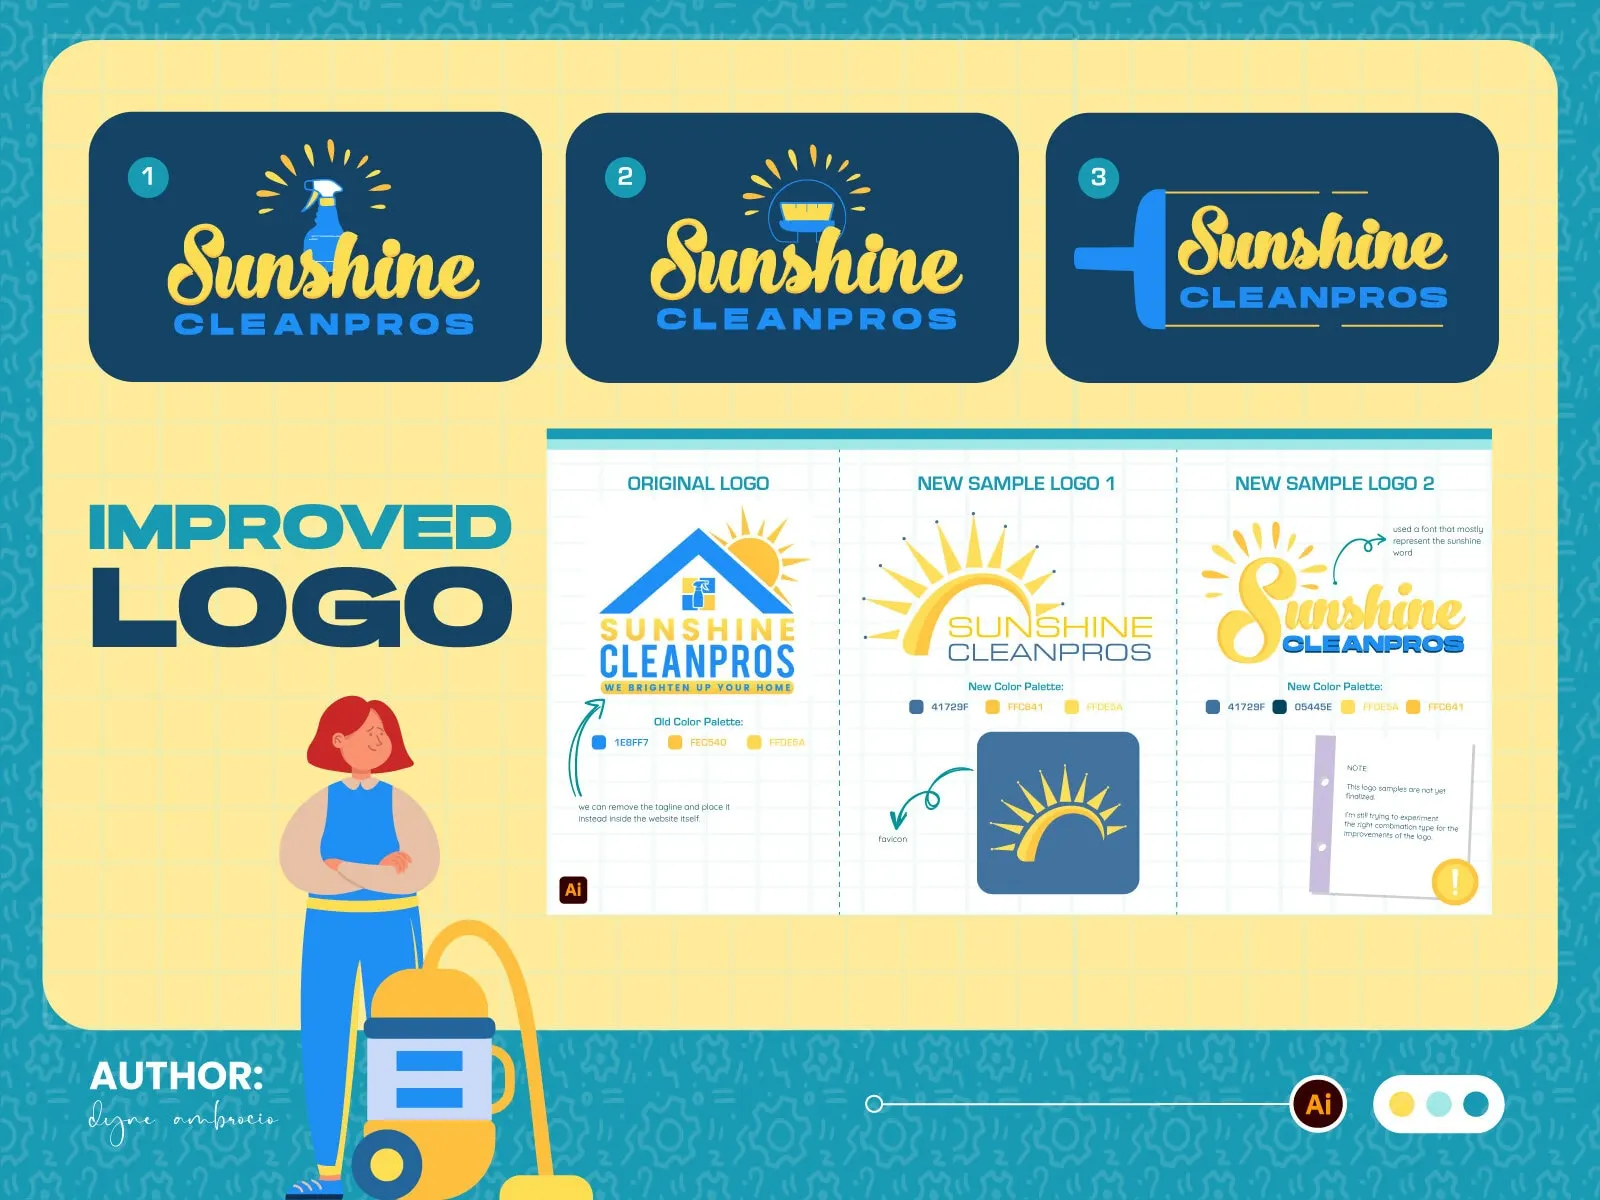 1
Sunshine
CLEANPROS
2
Sunshine
CLEANPROS
3
Sunshine
CLEANPROS
IMPROVED
LOGO
ORIGINAL LOGO
SUNSHINE
CLEANPROS
WE BRIGHTEN UP YOUR HOME
Old Color Palette:
1E8FF7
FEC540
FFDE5A
we can remove the tagline and place it
instead inside the website itself.
Ai
NEW SAMPLE LOGO 1
SUNSHINE
CLEANPROS
New Color Palette:
41729F
FFC641
FFDE5A
favicon
NEW SAMPLE LOGO 2
used a font that mostly
represent the sunshine
word
Sunshine
CLEANPROS
New Color Palette:
41729F
05445E
FFDE5A
FFC641
NOTE:
This logo samples are not yet
finalized.
I'm still trying to experiment
the right combination type for the
improvements of the logo.
!
AUTHOR:
dyne ambrocio
Ai